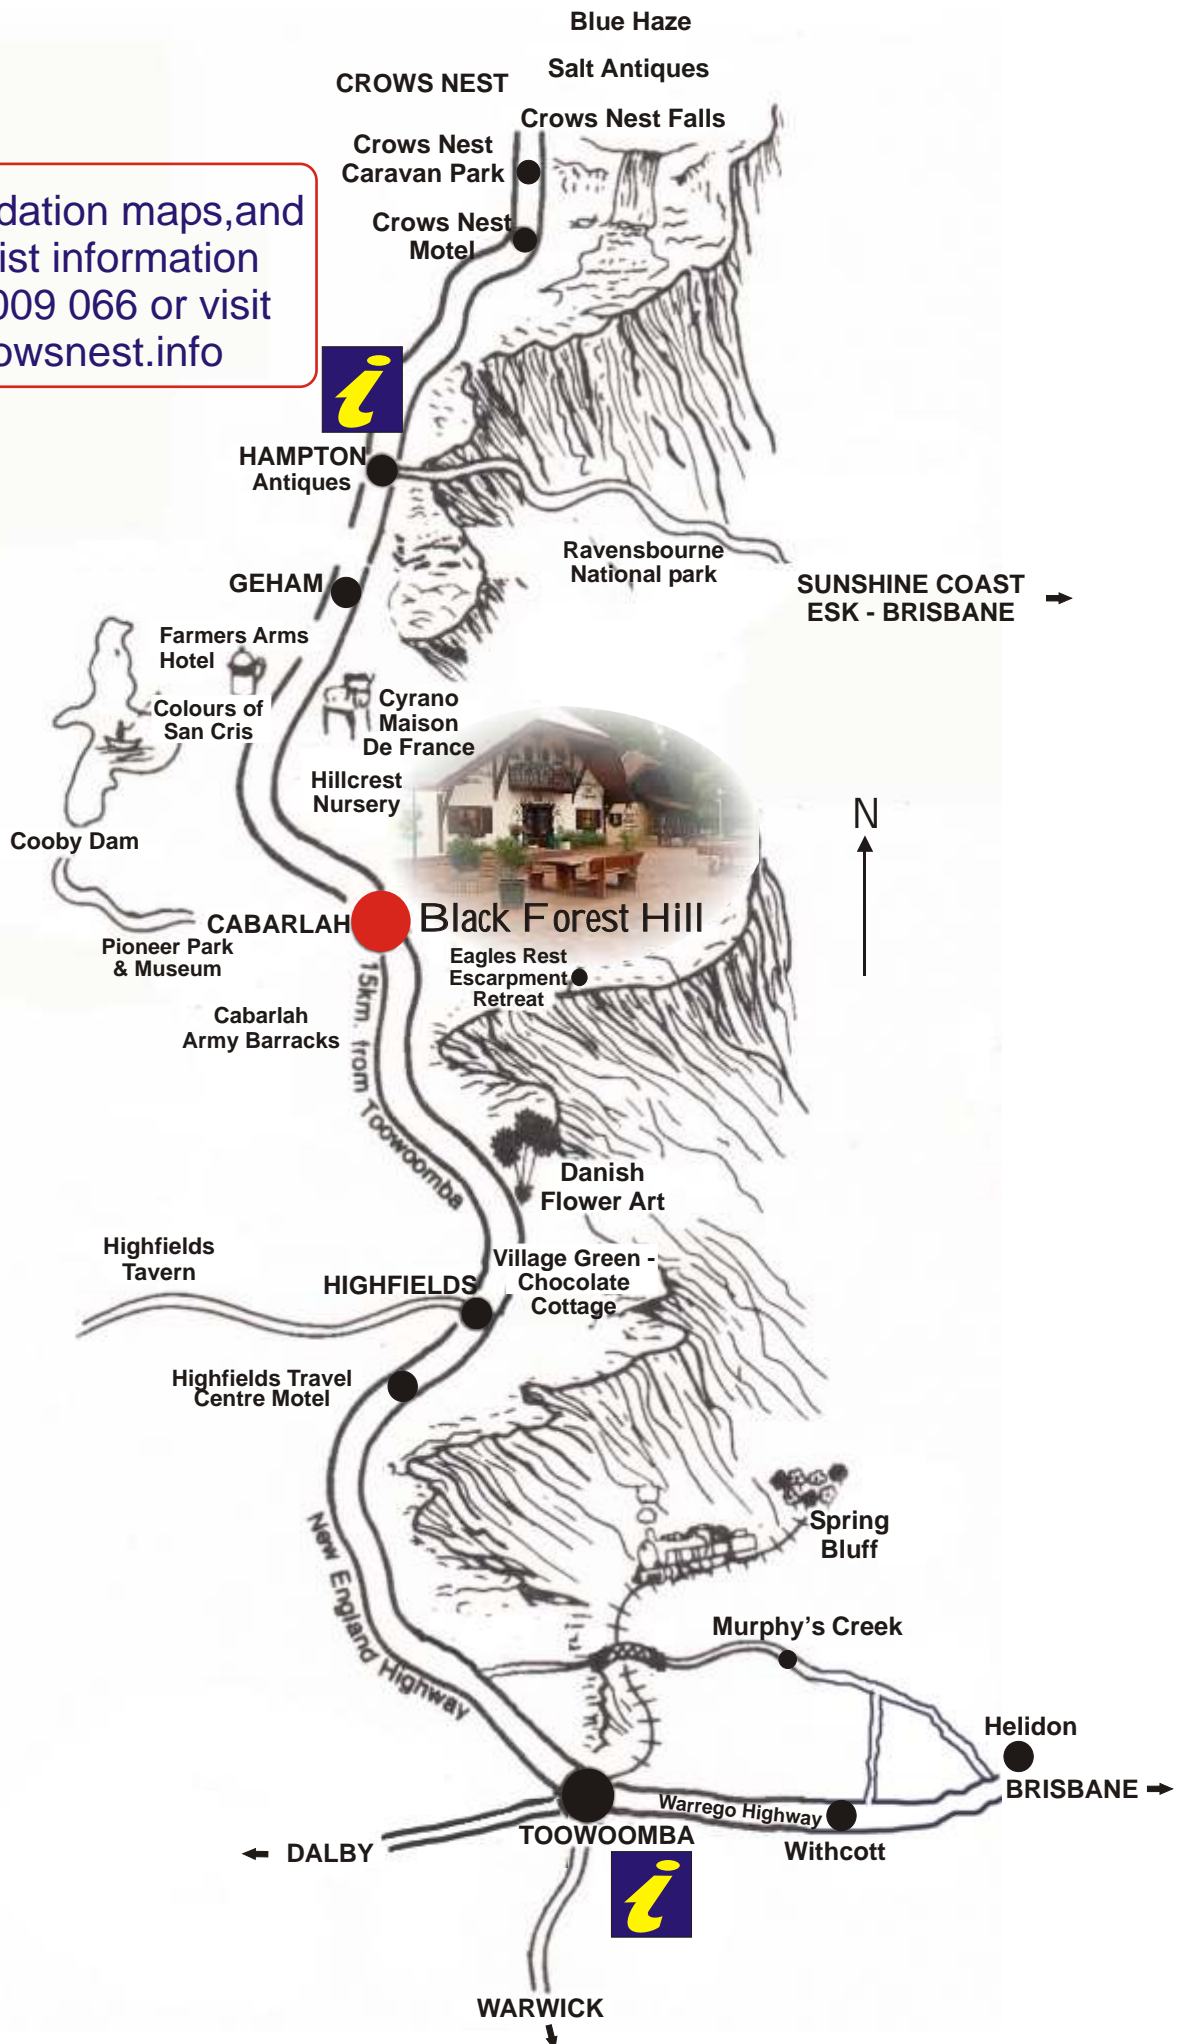 Blue Haze
Salt Antiques
CROWS NEST
Crows Nest Falls
Crows Nest
Caravan Park
Crows Nest
Motel
dation maps,and
ist information
009 066 or visit
owsnest.info
i
HAMPTON
Antiques
Ravensbourne
National park
SUNSHINE COAST
ESK - BRISBANE
GEHAM
Farmers Arms
Hotel
Colours of
San Cris
Cyrano
Maison
De France
Hillcrest
Nursery
N
Cooby Dam
CABARLAH
Black Forest Hill
Pioneer Park
& Museum
Eagles Rest
Escarpment
Retreat
15km. from Toowoomba
Cabarlah
Army Barracks
Danish
Flower Art
Highfields
Tavern
HIGHFIELDS
Village Green -
Chocolate
Cottage
Highfields Travel
Centre Motel
New England Highway
Spring
Bluff
Murphy's Creek
Helidon
BRISBANE
Warrego Highway
TOOWOOMBA
Withcott
DALBY
i
WARWICK